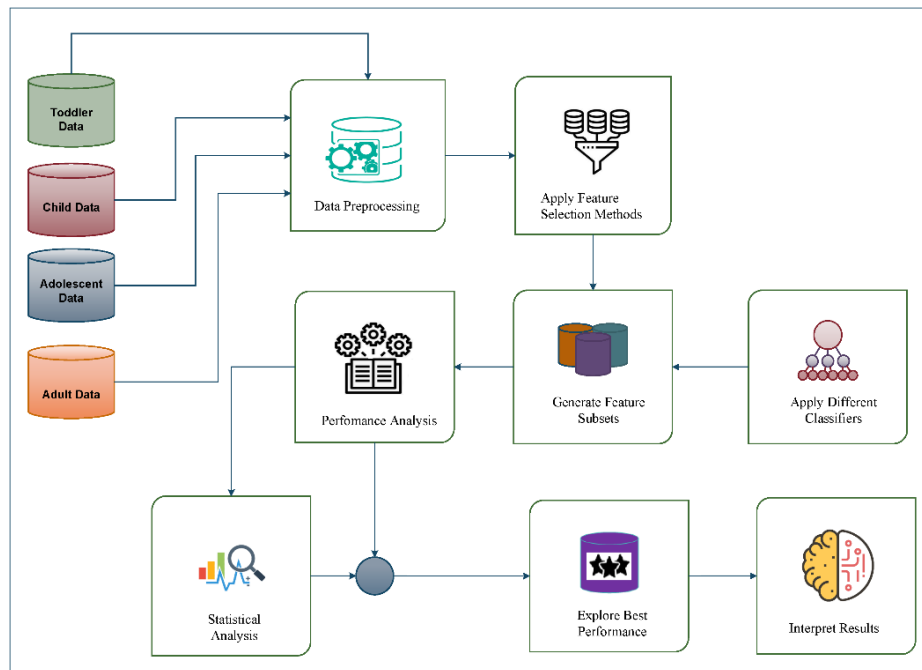 Toddler
Data
Child Data
Adolescent
Data
Adult Data
Data Preprocessing
Apply Feature
Selection Methods
Perfomance Analysis
Generate Feature
Subsets
Apply Different
Classifiers
Statistical
Analysis
Explore Best
Performance
Interpret Results